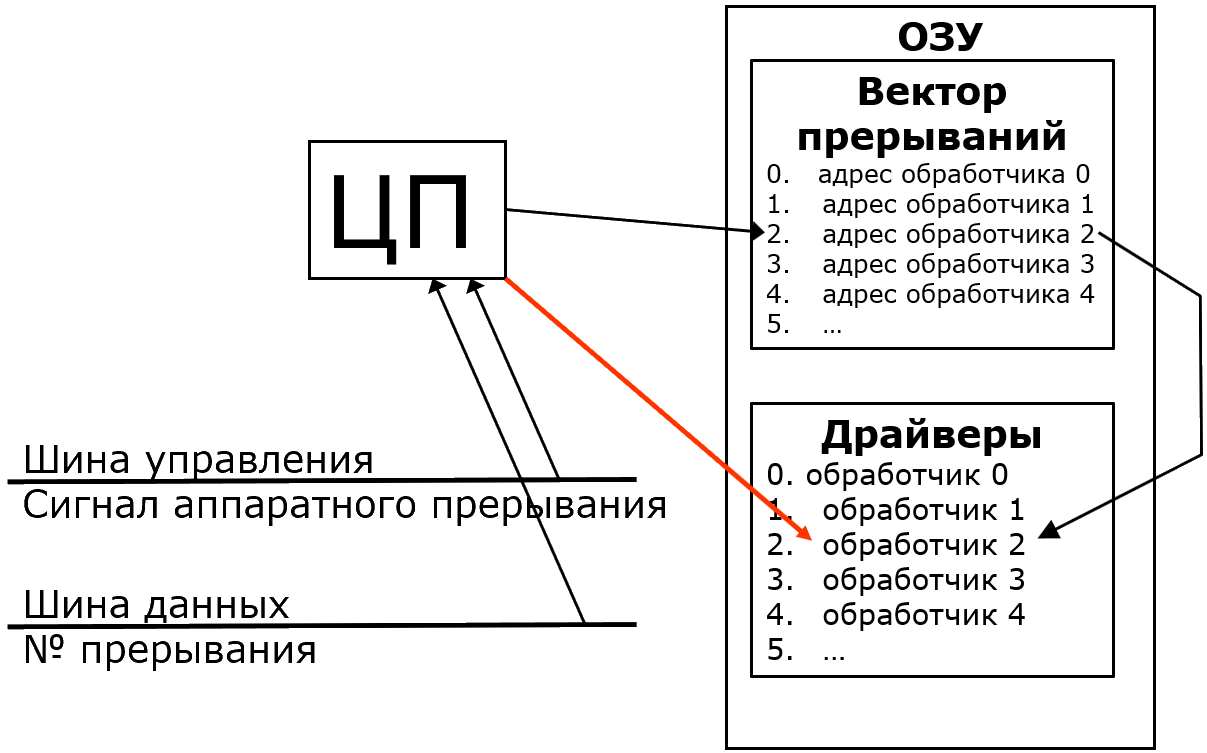 ОЗУ
Вектор
прерываний
0. адрес обработчика 0
1. адрес обработчика 1
2. адрес обработчика 2
3. адрес обработчика 3
4. адрес обработчика 4
5. ...
ЦП
Драйверы
0. обработчик 0
1. обработчик 1
2. обработчик 2
3. обработчик 3
4. обработчик 4
5. ...
Шина управления
Сигнал аппаратного прерывания
Шина данных
№ прерывания